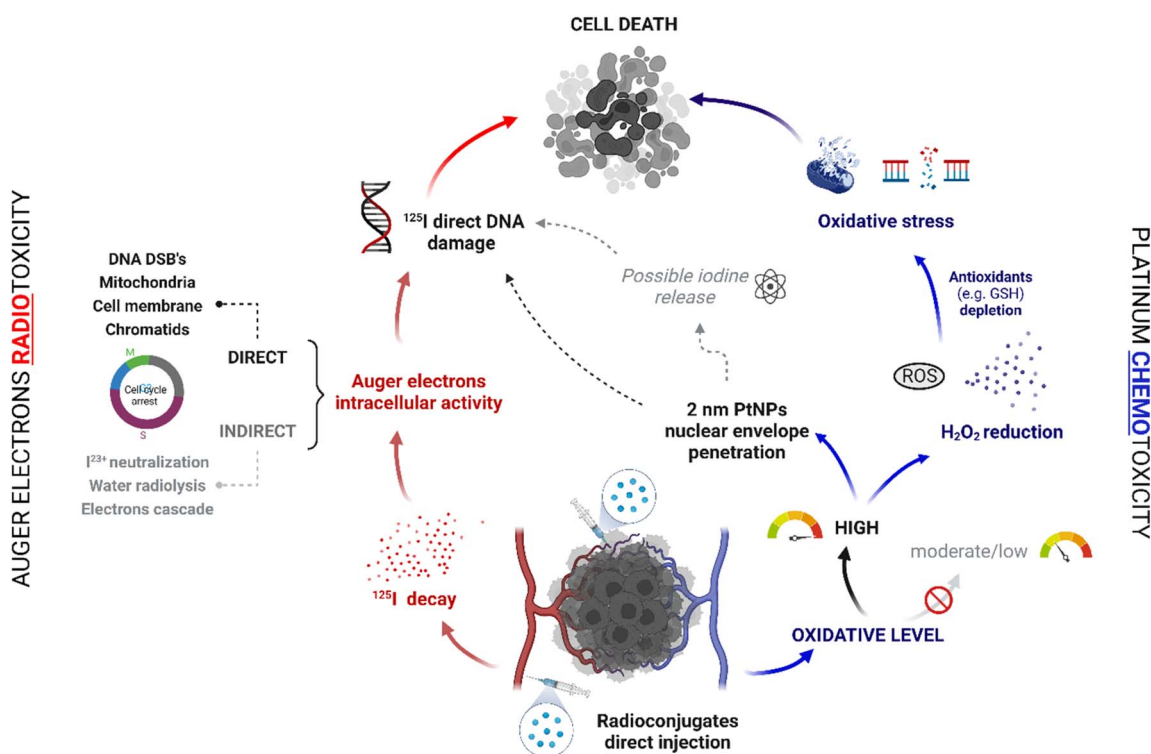 CELL DEATH
AUGER ELECTRONS RADIOTOXICITY
PLATINUM CHEMOTOXICITY
¹²⁵I direct DNA
damage
Oxidative stress
Possible iodine
release
Antioxidants
(e.g. GSH)
depletion
DNA DSB's
Mitochondria
Cell membrane
Chromatids
DIRECT
M
G2
Cell cycle
arrest
S
INDIRECT
I²³⁺ neutralization
Water radiolysis
Electrons cascade
Auger electrons
intracellular activity
2 nm PtNPs
nuclear envelope
penetration
ROS
H₂O₂ reduction
HIGH
moderate/low
¹²⁵I decay
OXIDATIVE LEVEL
Radioconjugates
direct injection